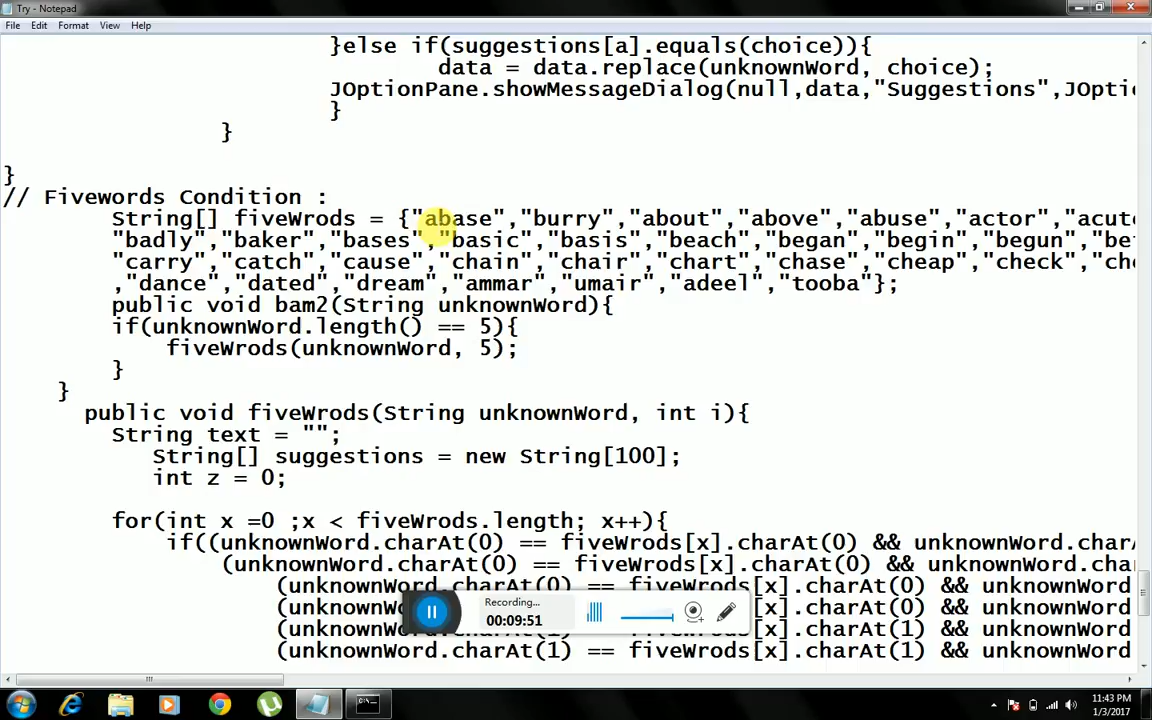 Try - Notepad
File Edit Format View Help
}else if(suggestions[a].equals(choice)){
data = data.replace(unknownWord, choice);
JOptionPane.showMessageDialog(null,data,"Suggestions",JOptio
}
}
}
// Fivewords Condition :
String[] fiveWrods = {"abase","burry","about","above","abuse","actor","acute
"badly","baker","bases","basic","basis","beach","began","begin","begun","be
"carry","catch","cause","chain","chair","chart","chase","cheap","check","ch
,"dance","dated","dream","ammar","umair","adeel","tooba"};
public void bam2(String unknownWord){
if(unknownWord.length() == 5){
fiveWrods(unknownWord, 5);
}
}
public void fiveWrods(String unknownWord, int i){
String text = "";
String[] suggestions = new String[100];
int z = 0;
for(int x =0 ;x < fiveWrods.length; x++){
if((unknownWord.charAt(0) == fiveWrods[x].charAt(0) && unknownWord.char
(unknownWord.charAt(0) == fiveWrods[x].charAt(0) && unknownWord.cha
(unknownWord.charAt(0) == fiveWrods[x].charAt(0) && unknownWord
(unknownWord. == fiveWrods[x].charAt(0) && unknownWord
(unknownWord. .charAt(1) && unknownWord
(unknownWord.charAt(1) == fiveWrods[x].charAt(1) && unknownWord
Recording...
00:09:51
11:43 PM
1/3/2017